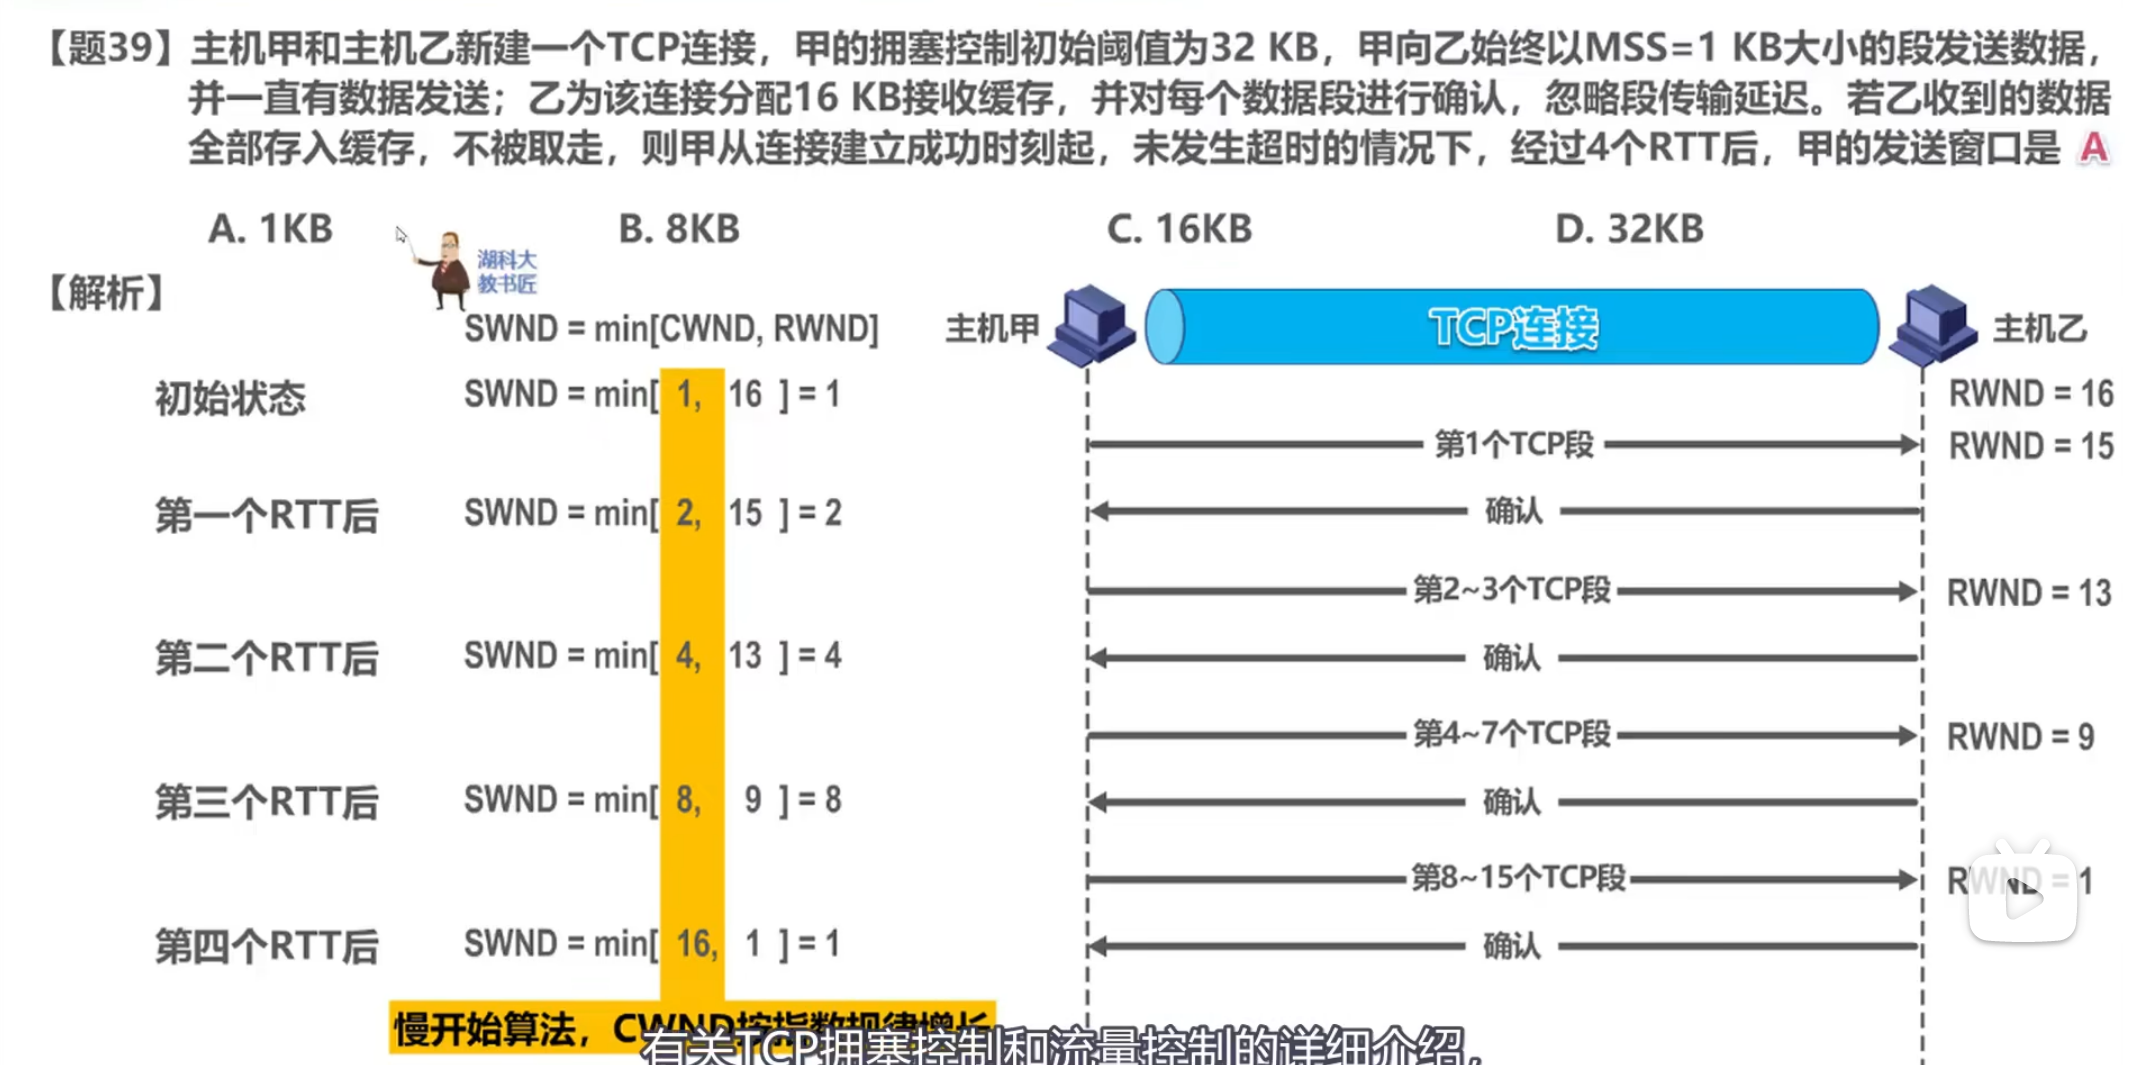 【题39】主机甲和主机乙新建一个TCP连接，甲的拥塞控制初始阈值为32 KB，甲向乙始终以MSS=1 KB大小的段发送数据，
并一直有数据发送；乙为该连接分配16 KB接收缓存，并对每个数据段进行确认，忽略段传输延迟。若乙收到的数据
全部存入缓存，不被取走，则甲从连接建立成功时刻起，未发生超时的情况下，经过4个RTT后，甲的发送窗口是 A
A. 1KB B. 8KB C. 16KB D. 32KB
湖科大
教书匠
【解析】
SWND = min[CWND, RWND] 主机甲 TCP连接 主机乙
初始状态 SWND = min[ 1, 16 ] = 1 RWND = 16
第1个TCP段 RWND = 15
第一个RTT后 SWND = min[ 2, 15 ] = 2 确认
第2~3个TCP段 RWND = 13
第二个RTT后 SWND = min[ 4, 13 ] = 4 确认
第4~7个TCP段 RWND = 9
第三个RTT后 SWND = min[ 8, 9 ] = 8 确认
第8~15个TCP段 RWND = 1
第四个RTT后 SWND = min[ 16, 1 ] = 1 确认
慢开始算法，CWND按指数规律增长
有关TCP拥塞控制和流量控制的详细介绍，